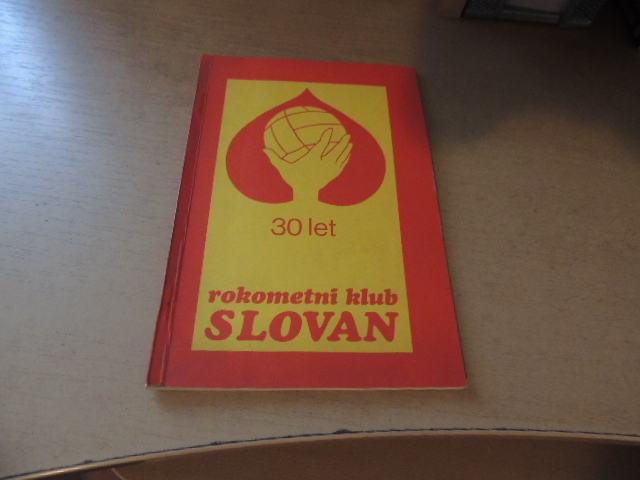 30 let
rokometni klub
SLOVAN